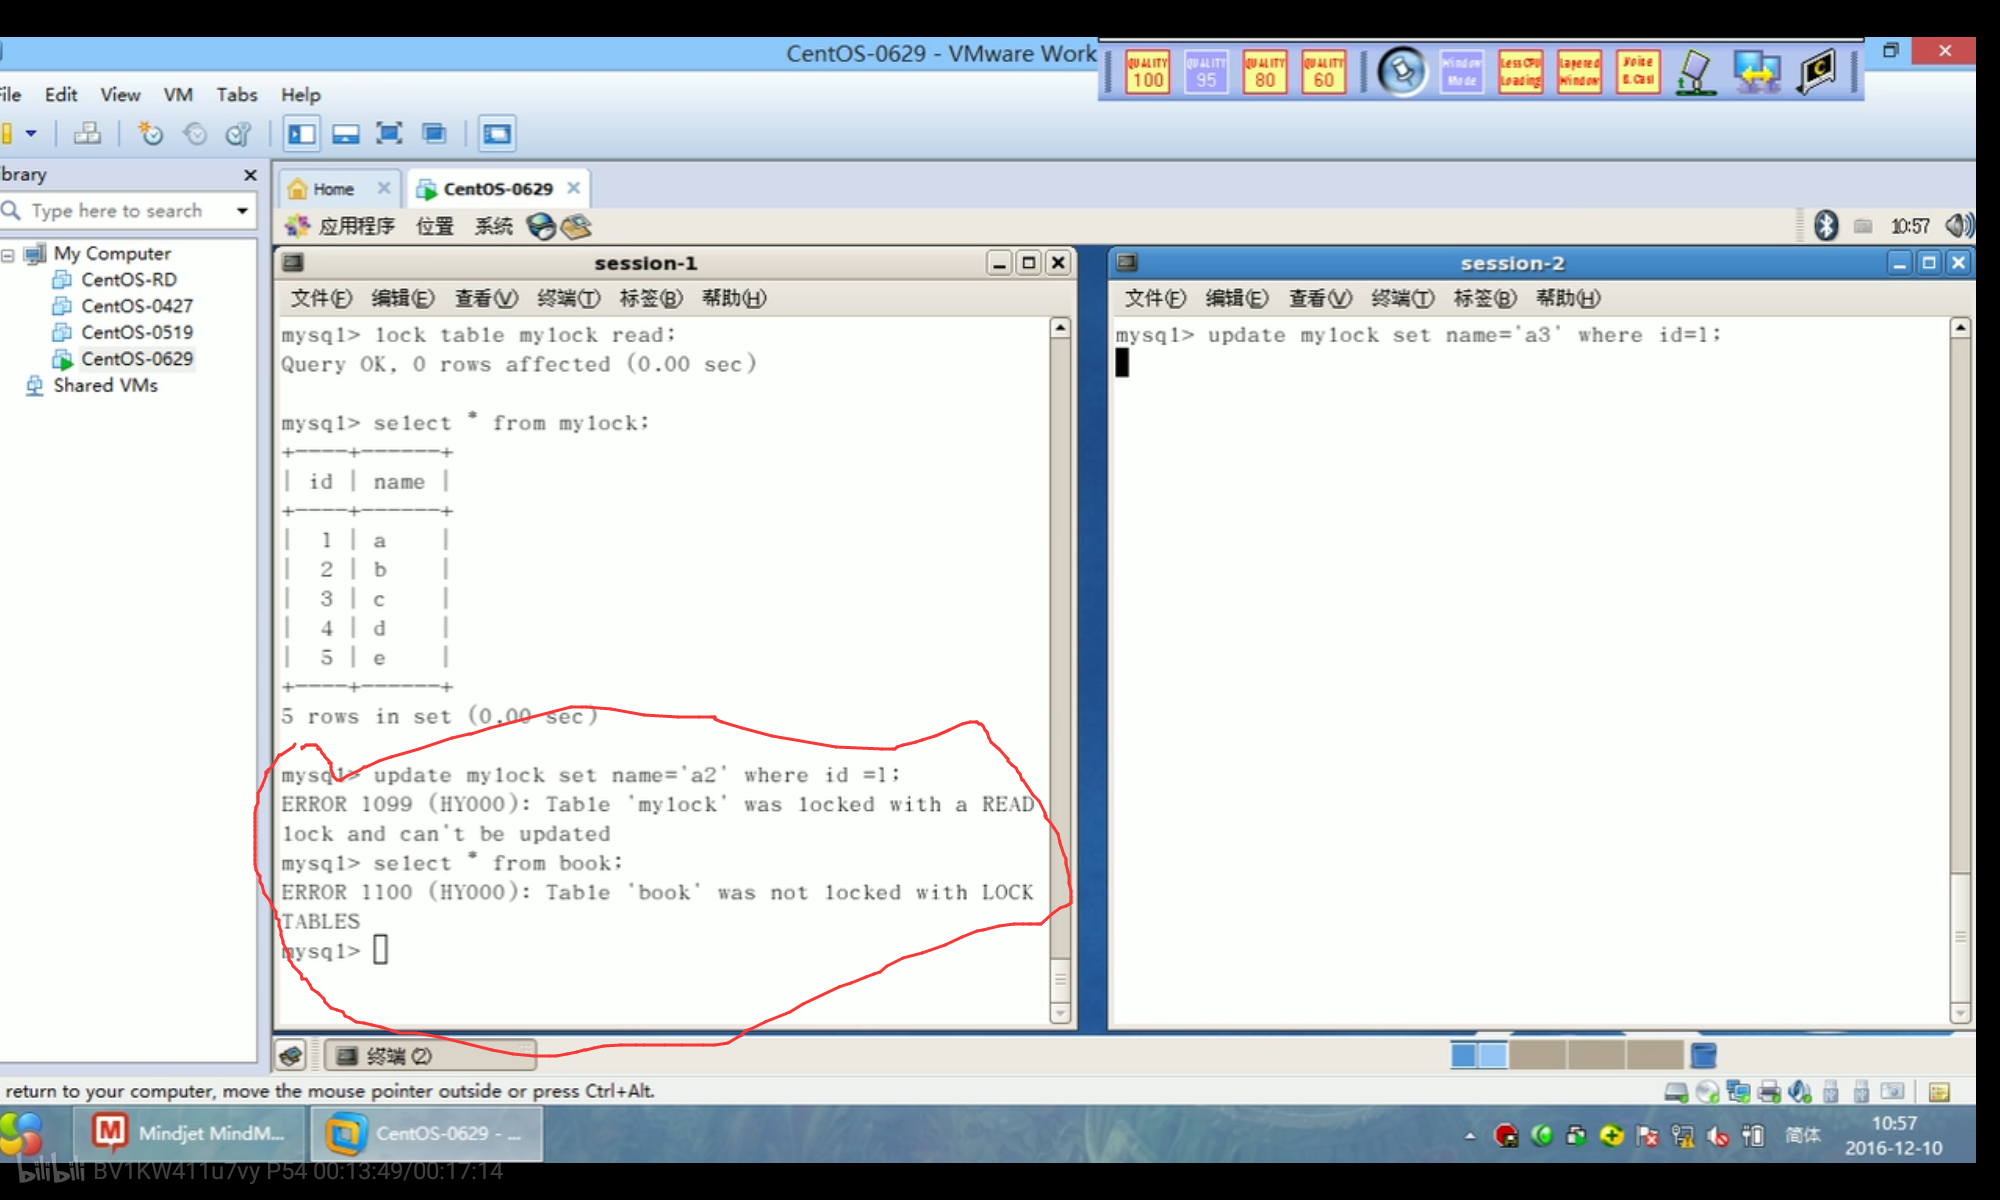 CentOS-0629 - VMware Work
QUALITY 100
QUALITY 95
QUALITY 80
QUALITY 60
Window Mode
Less CPU Loading
Layered Window
File Edit View VM Tabs Help
ibrary
Type here to search
My Computer
CentOS-RD
CentOS-0427
CentOS-0519
CentOS-0629
Shared VMs
Home
CentOS-0629
应用程序 位置 系统
10:57
session-1
文件(F) 编辑(E) 查看(V) 终端(T) 标签(B) 帮助(H)
mysql> lock table mylock read;
Query OK, 0 rows affected (0.00 sec)
mysql> select * from mylock;
+----+------+
| id | name |
+----+------+
| 1 | a |
| 2 | b |
| 3 | c |
| 4 | d |
| 5 | e |
+----+------+
5 rows in set (0.00 sec)
mysql> update mylock set name='a2' where id =1;
ERROR 1099 (HY000): Table 'mylock' was locked with a READ
lock and can't be updated
mysql> select * from book;
ERROR 1100 (HY000): Table 'book' was not locked with LOCK
TABLES
mysql>
session-2
文件(F) 编辑(E) 查看(V) 终端(T) 标签(B) 帮助(H)
mysql> update mylock set name='a3' where id=1;
终端 (2)
return to your computer, move the mouse pointer outside or press Ctrl+Alt.
Mindjet MindM...
CentOS-0629 - ...
简体
10:57
2016-12-10
bilibili BV1KW411u7vy P54 00:13:49/00:17:14